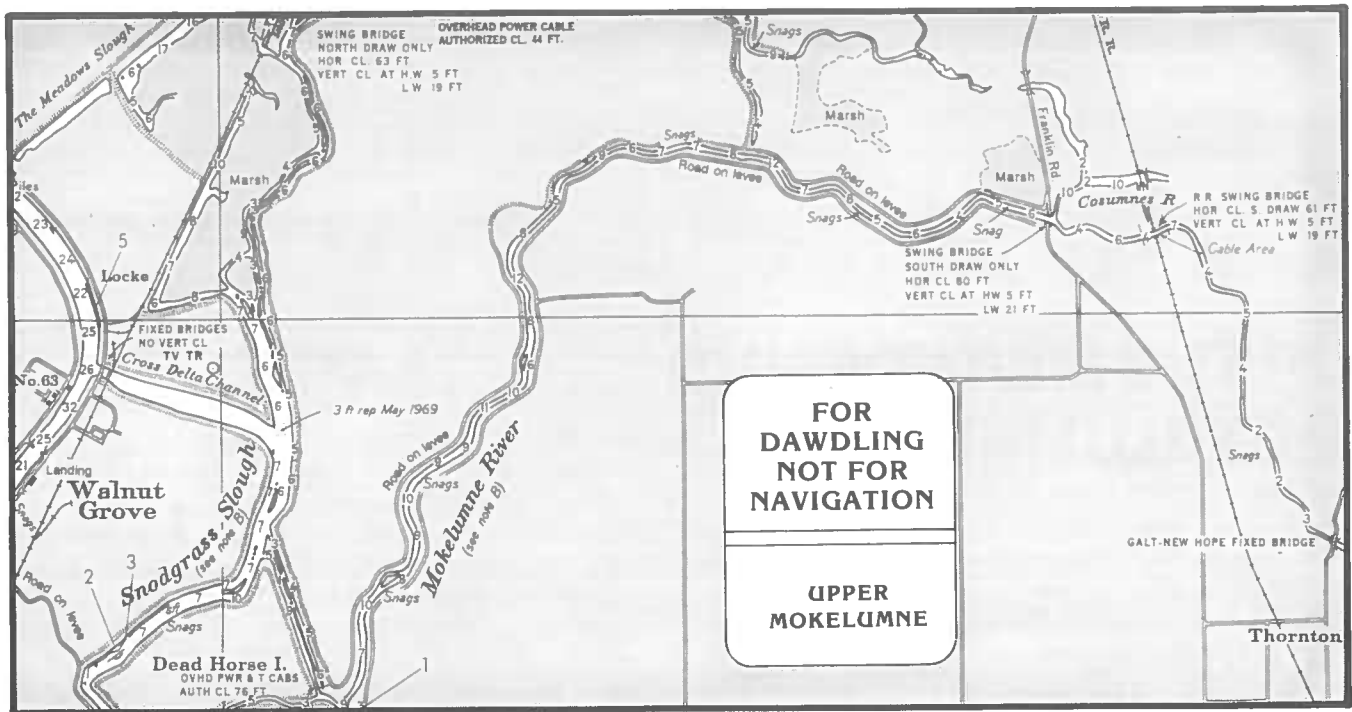 The Meadows Slough
SWING BRIDGE
NORTH DRAW ONLY
HOR CL. 63 FT
VERT CL AT H.W 5 FT
LW 19 FT
OVERHEAD POWER CABLE
AUTHORIZED CL. 44 FT.
Snags
R R.
Marsh
Franklin Rd
Marsh
Marsh
Snags
Road on levee
Road on levee
Snags
Snag
Cosumnes R
R R SWING BRIDGE
HOR CL. S. DRAW 61 FT
VERT CL AT H W 5 FT
LW 19 FT
Cable Area
SWING BRIDGE
SOUTH DRAW ONLY
HOR CL 60 FT
VERT CL AT HW 5 FT
LW 21 FT
5
Locke
FIXED BRIDGES
NO VERT CL
TV TR
Cross Delta Channel
No.63
3 ft rep May 1969
Landing
Walnut
Grove
Snags
Road on levee
Snodgrass Slough
(see note B)
Road on levee
Snags
Mokelumne River
(see note B)
Snags
FOR
DAWDLING
NOT FOR
NAVIGATION
UPPER
MOKELUMNE
Snags
GALT-NEW HOPE FIXED BRIDGE
Thornton
2
3
Snags
Dead Horse I.
OVHD PWR & T CABS
AUTH CL 76 FT
1